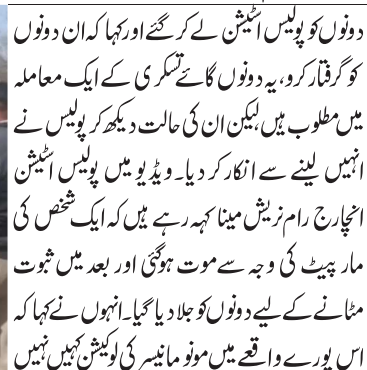 دونوں کو پولیس اسٹیشن لے کر گئے اور کہا کہ ان دونوں
کو گرفتار کرو، یہ دونوں گائے تسکری کے ایک معاملہ
میں مطلوب ہیں لیکن ان کی حالت دیکھ کر پولیس نے
انہیں لینے سے انکار کر دیا۔ ویڈیو میں پولیس اسٹیشن
انچارج رام نریش مینا کہہ رہے ہیں کہ ایک شخص کی
مار پیٹ کی وجہ سے موت ہوگئی اور بعد میں ثبوت
مٹانے کے لیے دونوں کو جلا دیا گیا۔ انہوں نے کہا کہ
اس پورے واقعے میں مونو مانیسر کی لوکیشن کہیں نہیں